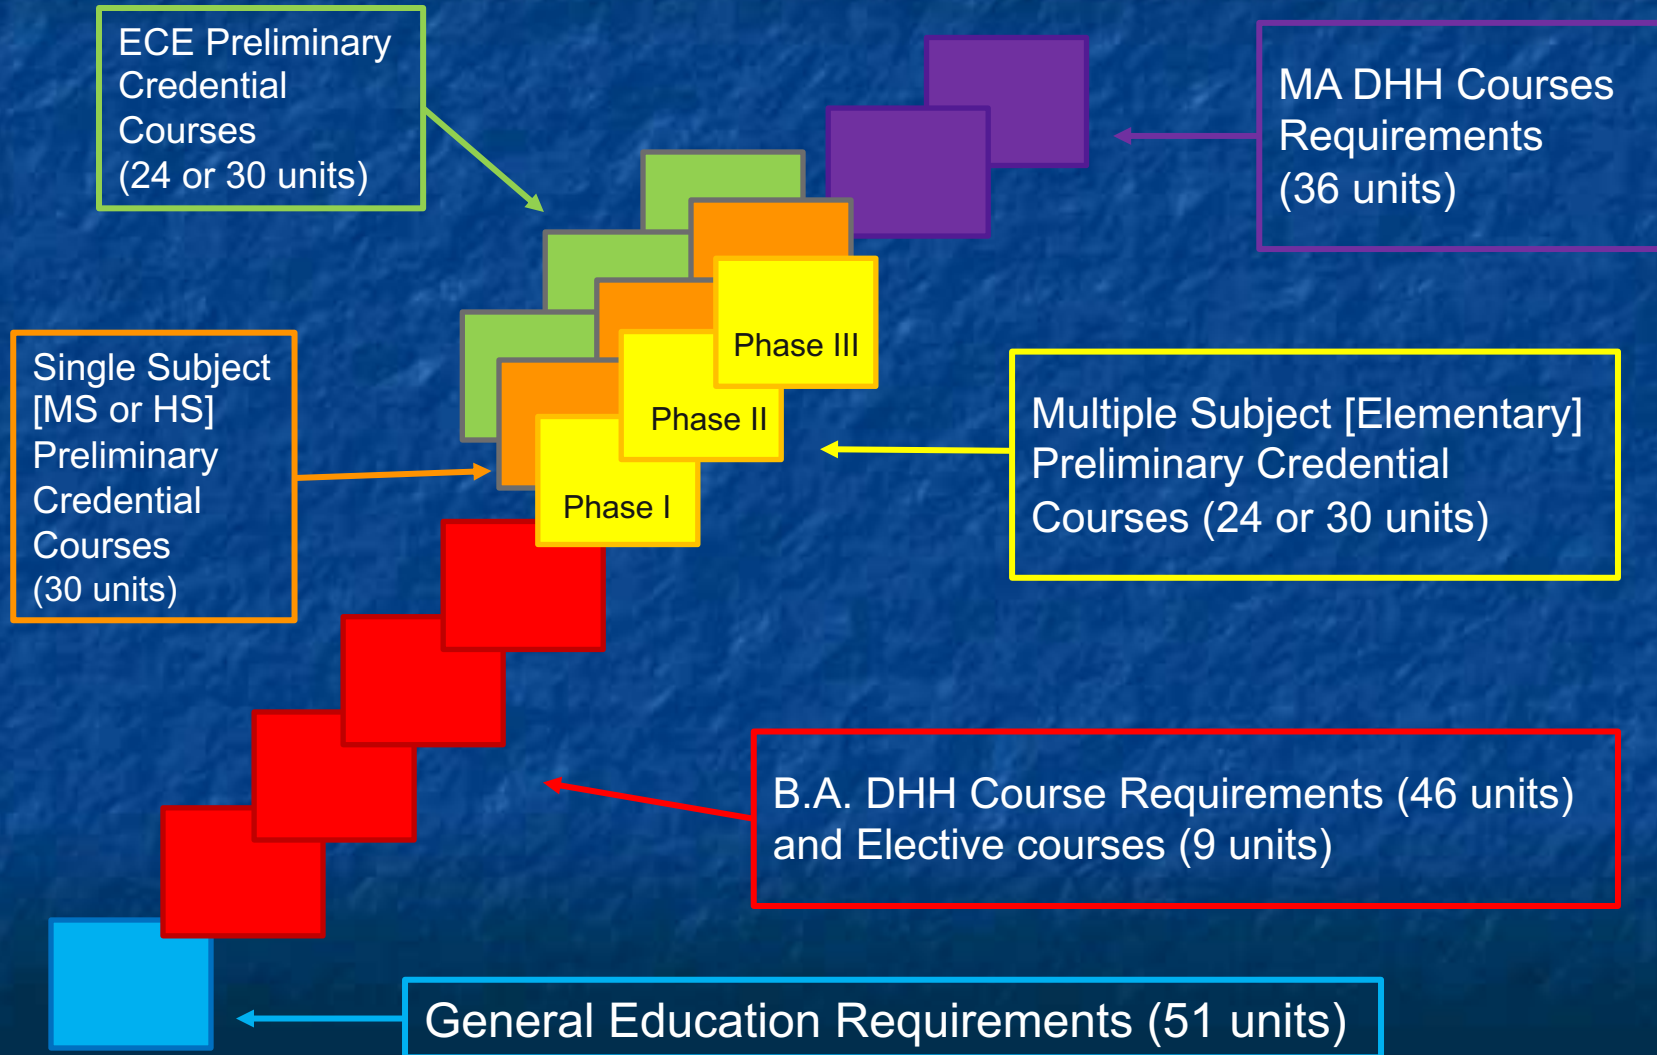 ECE Preliminary
Credential
Courses
(24 or 30 units)
MA DHH Courses
Requirements
(36 units)
Single Subject
[MS or HS]
Preliminary
Credential
Courses
(30 units)
Phase III
Phase II
Phase I
Multiple Subject [Elementary]
Preliminary Credential
Courses (24 or 30 units)
B.A. DHH Course Requirements (46 units)
and Elective courses (9 units)
General Education Requirements (51 units)